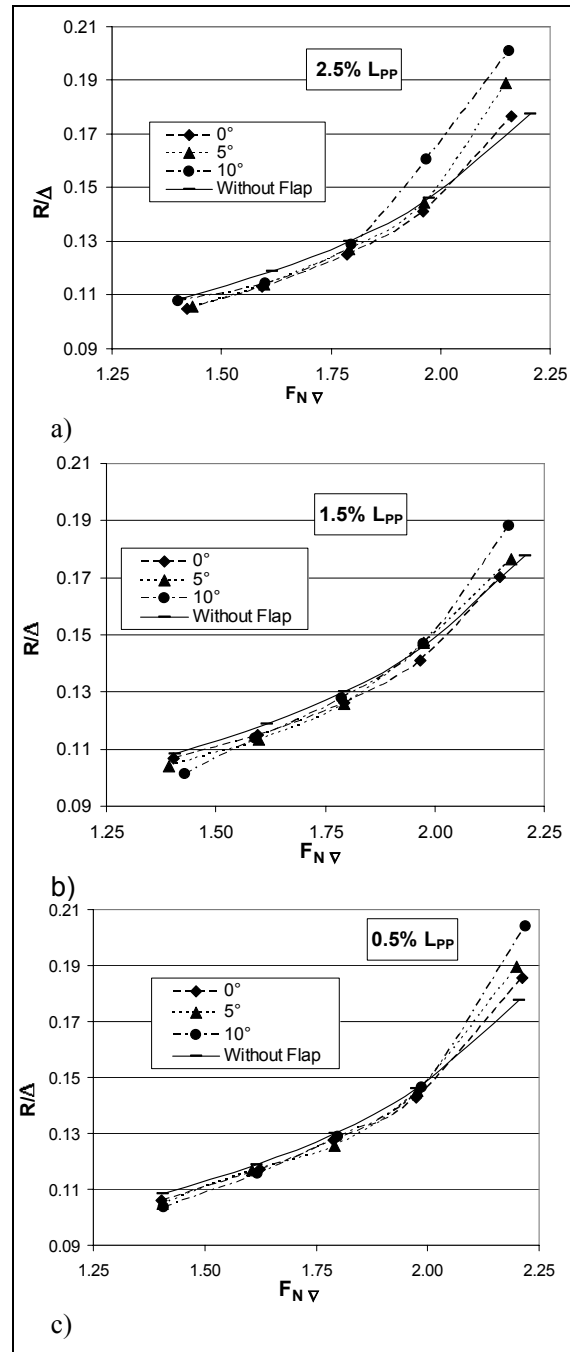 0.21
0.19
0.17
0.15
0.13
0.11
0.09
R/Δ
2.5% LPP
0°
5°
10°
Without Flap
1.25 1.50 1.75 2.00 2.25
FN ∇
a)
0.21
0.19
0.17
0.15
0.13
0.11
0.09
R/Δ
1.5% LPP
0°
5°
10°
Without Flap
1.25 1.50 1.75 2.00 2.25
FN ∇
b)
0.21
0.19
0.17
0.15
0.13
0.11
0.09
R/Δ
0.5% LPP
0°
5°
10°
Without Flap
1.25 1.50 1.75 2.00 2.25
FN ∇
c)